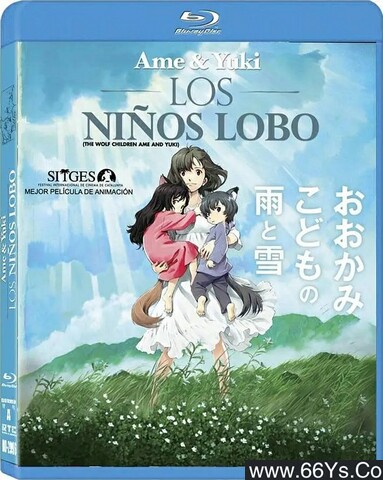 Blu-ray Disc
Ame & Yuki
LOS
NIÑOS LOBO
(THE WOLF CHILDREN AME AND YUKI)
SITGES
FESTIVAL INTERNACIONAL DE CINEMA DE CATALUNYA
MEJOR PELÍCULA DE ANIMACIÓN
おおかみ
こどもの
雨と雪
Ame & Yuki
LOS NIÑOS LOBO
A
www.66Ys.Co